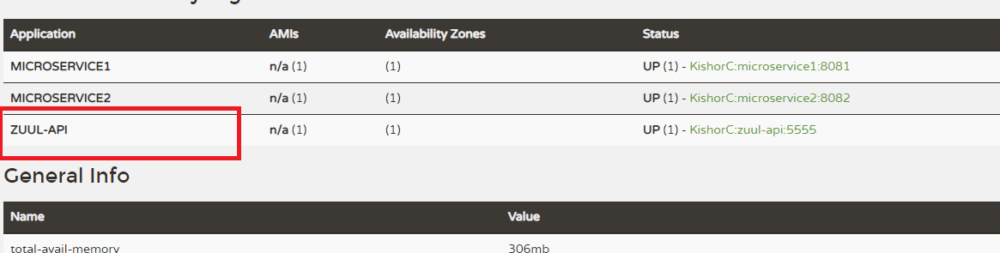 Application AMIs Availability Zones Status
MICROSERVICE1 n/a (1) (1) UP (1) - KishorC:microservice1:8081
MICROSERVICE2 n/a (1) (1) UP (1) - KishorC:microservice2:8082
ZUUL-API n/a (1) (1) UP (1) - KishorC:zuul-api:5555
General Info
Name Value
total-avail-memory 306mb